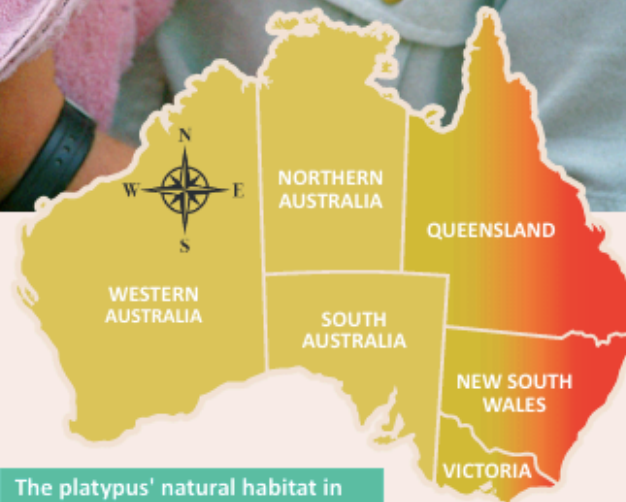 N
W E
S
NORTHERN
AUSTRALIA
QUEENSLAND
WESTERN
AUSTRALIA
SOUTH
AUSTRALIA
NEW SOUTH
WALES
VICTORIA
The platypus' natural habitat in